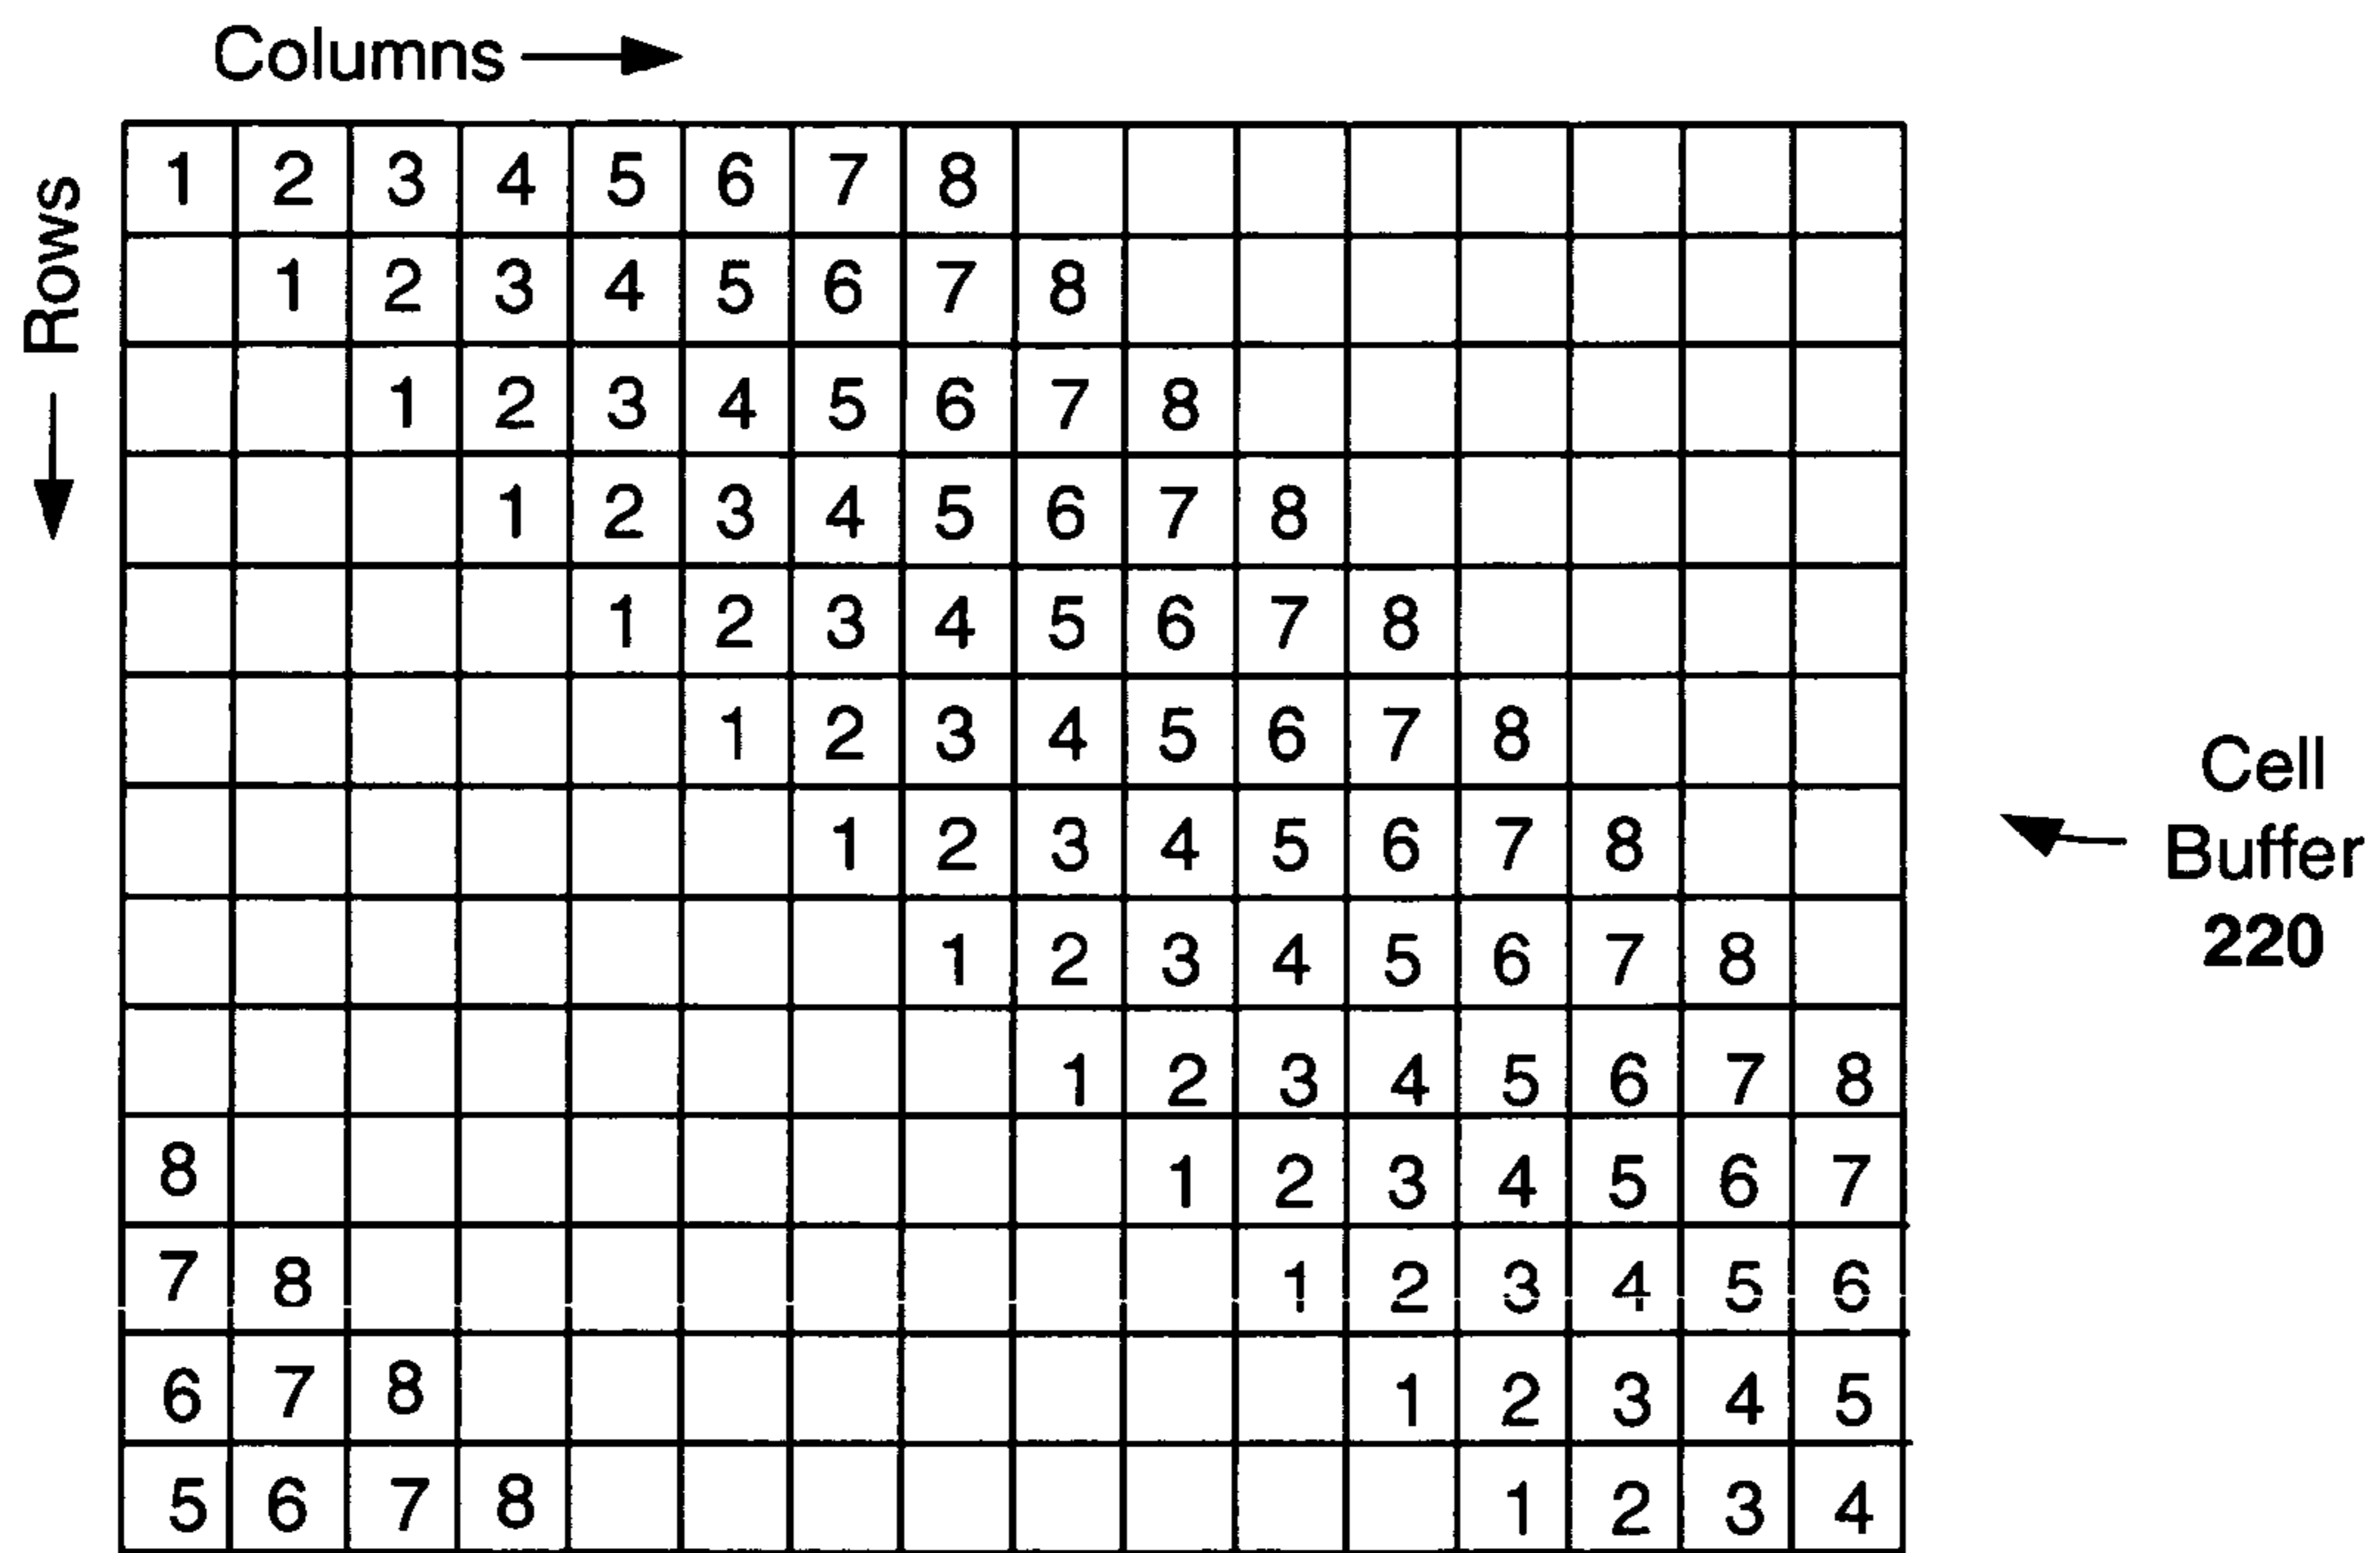 Columns
Rows
1 2 3 4 5 6 7 8
1 2 3 4 5 6 7 8
1 2 3 4 5 6 7 8
1 2 3 4 5 6 7 8
1 2 3 4 5 6 7 8
1 2 3 4 5 6 7 8
1 2 3 4 5 6 7 8
1 2 3 4 5 6 7 8
1 2 3 4 5 6 7 8
8 1 2 3 4 5 6 7
7 8 1 2 3 4 5 6
6 7 8 1 2 3 4 5
5 6 7 8 1 2 3 4
Cell
Buffer
220